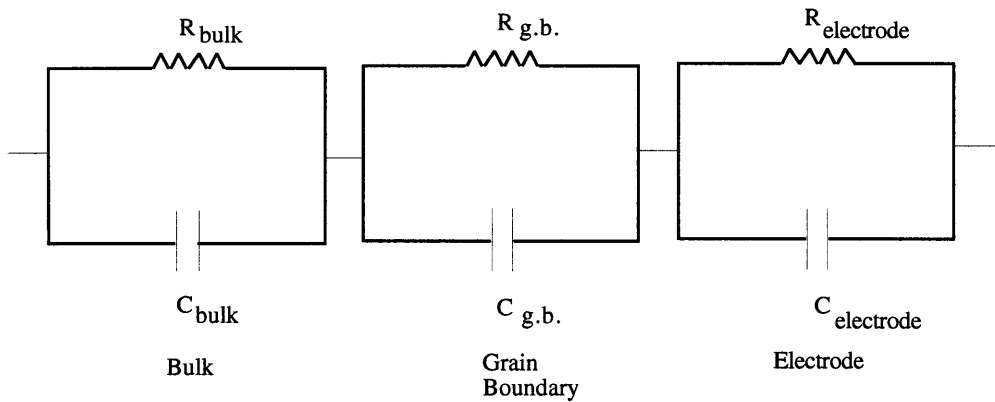 R bulk
R g.b.
R electrode
C bulk
C g.b.
C electrode
Bulk
Grain
Boundary
Electrode